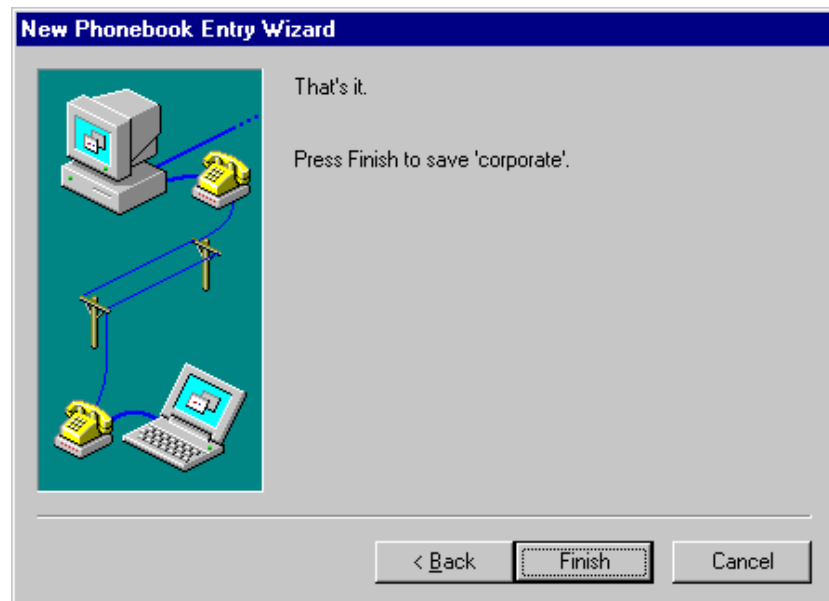 New Phonebook Entry Wizard
That's it.
Press Finish to save 'corporate'.
< Back
Finish
Cancel